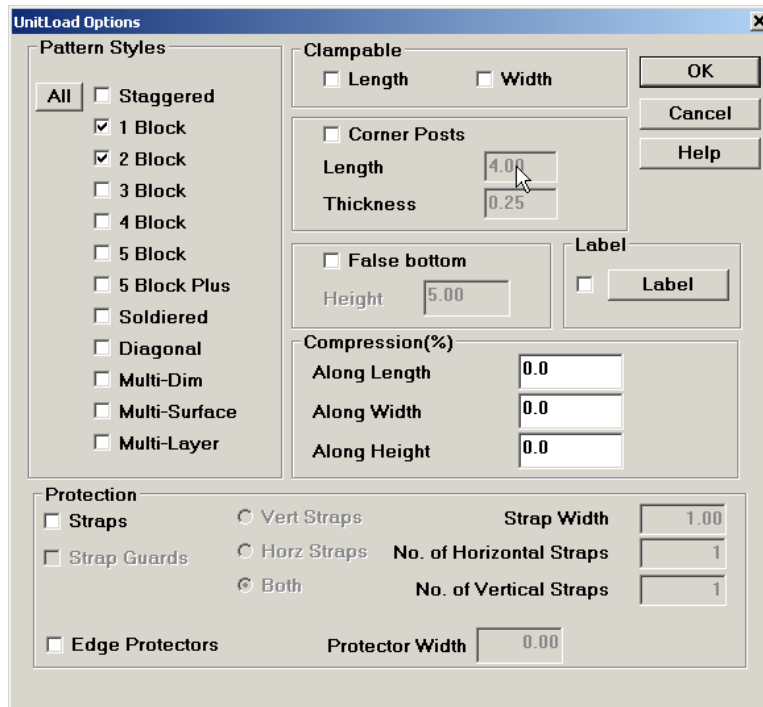 UnitLoad Options
Pattern Styles
All
Staggered
1 Block
2 Block
3 Block
4 Block
5 Block
5 Block Plus
Soldiered
Diagonal
Multi-Dim
Multi-Surface
Multi-Layer
Clampable
Length Width
Corner Posts
Length 4.00
Thickness 0.25
False bottom
Height 5.00
Label
Label
OK
Cancel
Help
Compression(%)
Along Length 0.0
Along Width 0.0
Along Height 0.0
Protection
Straps Vert Straps Strap Width 1.00
Strap Guards Horz Straps No. of Horizontal Straps 1
Both No. of Vertical Straps 1
Edge Protectors Protector Width 0.00